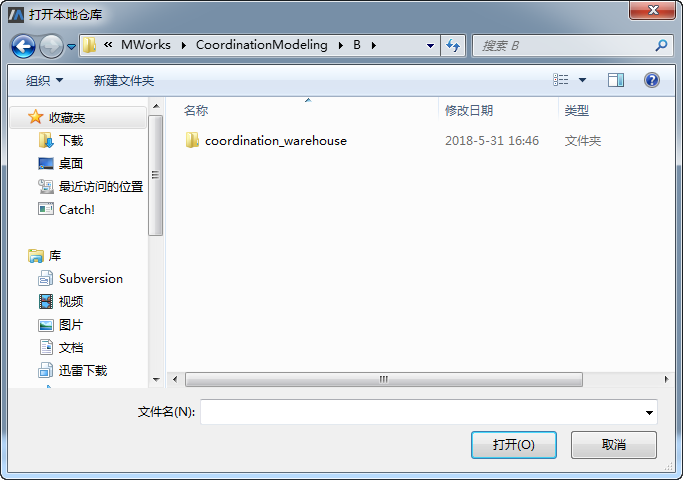 打开本地仓库
« MWorks CoordinationModeling B
搜索 B
组织 新建文件夹
名称 修改日期 类型
coordination_warehouse 2018-5-31 16:46 文件夹
收藏夹
下载
桌面
最近访问的位置
Catch!
库
Subversion
视频
图片
文档
迅雷下载
文件名(N):
打开(O) 取消